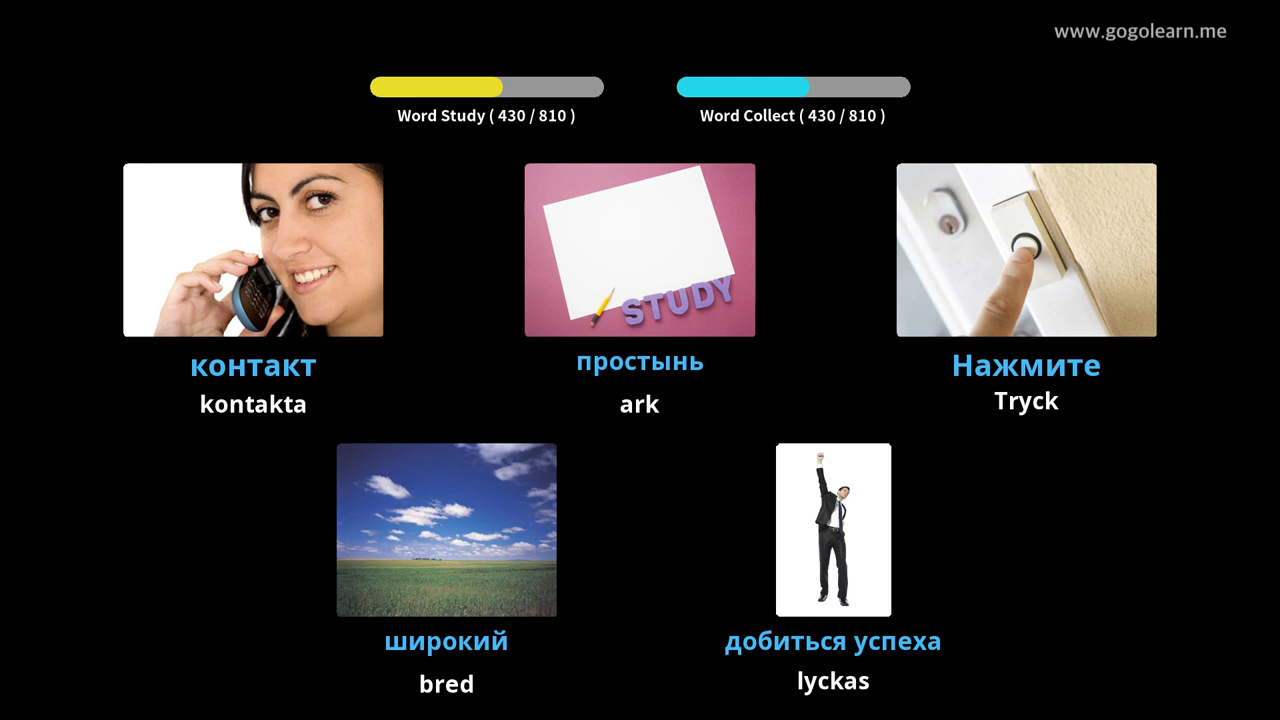 www.gogolearn.me
Word Study ( 430 / 810 )
Word Collect ( 430 / 810 )
STUDY
контакт
kontakta
простынь
ark
Нажмите
Tryck
широкий
bred
добиться успеха
lyckas